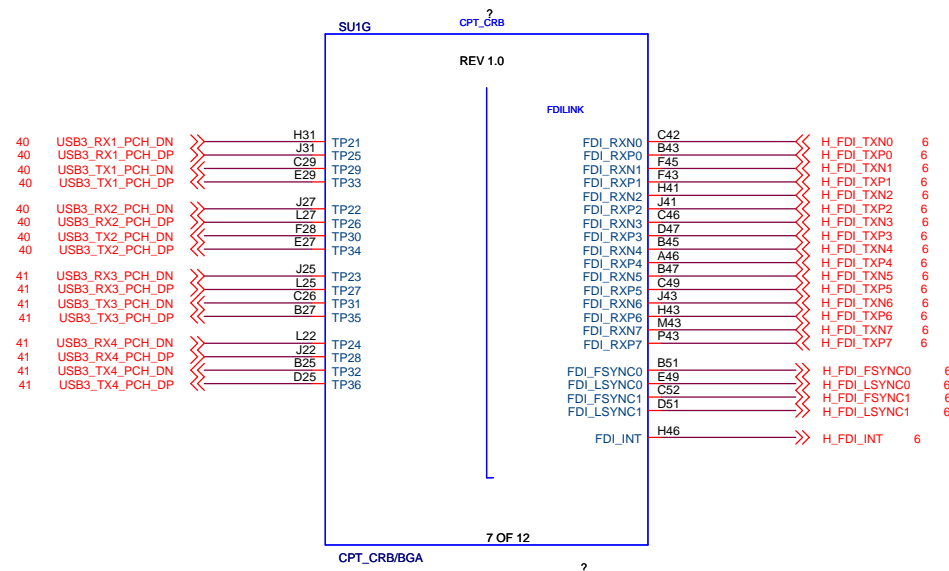 ?
SU1G CPT_CRB
REV 1.0
FDILINK
40 USB3_RX1_PCH_DN H31 TP21
40 USB3_RX1_PCH_DP J31 TP25
40 USB3_TX1_PCH_DN C29 TP29
40 USB3_TX1_PCH_DP E29 TP33
40 USB3_RX2_PCH_DN J27 TP22
40 USB3_RX2_PCH_DP L27 TP26
40 USB3_TX2_PCH_DN F28 TP30
40 USB3_TX2_PCH_DP E27 TP34
41 USB3_RX3_PCH_DN J25 TP23
41 USB3_RX3_PCH_DP L25 TP27
41 USB3_TX3_PCH_DN C26 TP31
41 USB3_TX3_PCH_DP B27 TP35
41 USB3_RX4_PCH_DN L22 TP24
41 USB3_RX4_PCH_DP J22 TP28
41 USB3_TX4_PCH_DN B25 TP32
41 USB3_TX4_PCH_DP D25 TP36
FDI_RXN0 C42 H_FDI_TXN0 6
FDI_RXP0 B43 H_FDI_TXP0 6
FDI_RXN1 F45 H_FDI_TXN1 6
FDI_RXP1 F43 H_FDI_TXP1 6
FDI_RXN2 H41 H_FDI_TXN2 6
FDI_RXP2 J41 H_FDI_TXP2 6
FDI_RXN3 C46 H_FDI_TXN3 6
FDI_RXP3 D47 H_FDI_TXP3 6
FDI_RXN4 B45 H_FDI_TXN4 6
FDI_RXP4 A46 H_FDI_TXP4 6
FDI_RXN5 B47 H_FDI_TXN5 6
FDI_RXP5 C49 H_FDI_TXP5 6
FDI_RXN6 J43 H_FDI_TXN6 6
FDI_RXP6 H43 H_FDI_TXP6 6
FDI_RXN7 M43 H_FDI_TXN7 6
FDI_RXP7 P43 H_FDI_TXP7 6
FDI_FSYNC0 B51 H_FDI_FSYNC0 6
FDI_LSYNC0 E49 H_FDI_LSYNC0 6
FDI_FSYNC1 C52 H_FDI_FSYNC1 6
FDI_LSYNC1 D51 H_FDI_LSYNC1 6
FDI_INT H46 H_FDI_INT 6
7 OF 12
CPT_CRB/BGA
?